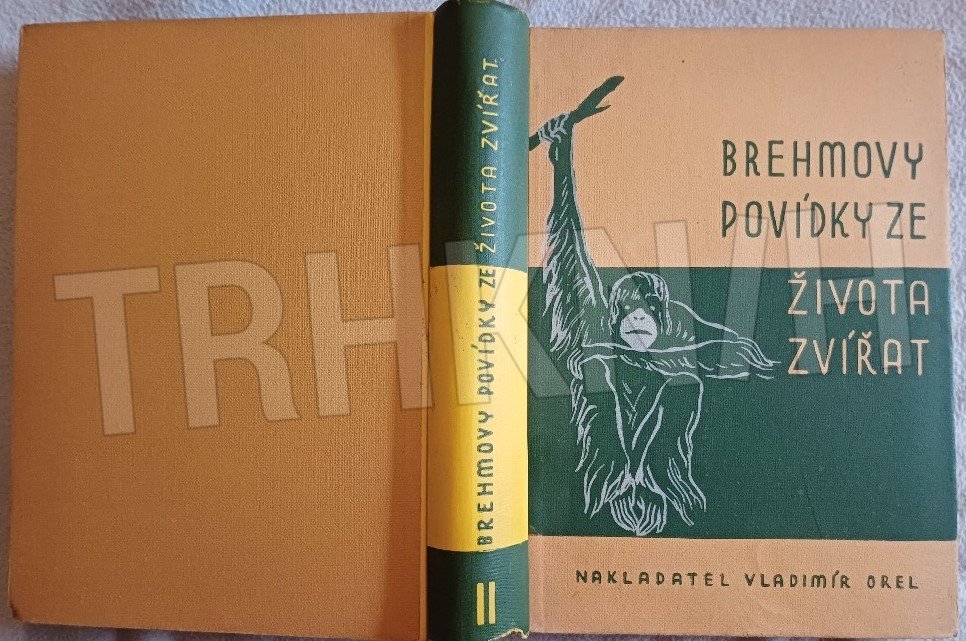 BREHMOVY POVÍDKY ZE ŽIVOTA ZVÍŘAT
II
BREHMOVY
POVÍDKY ZE
ŽIVOTA
ZVÍŘAT
NAKLADATEL VLADIMÍR OREL
TRHKNIH